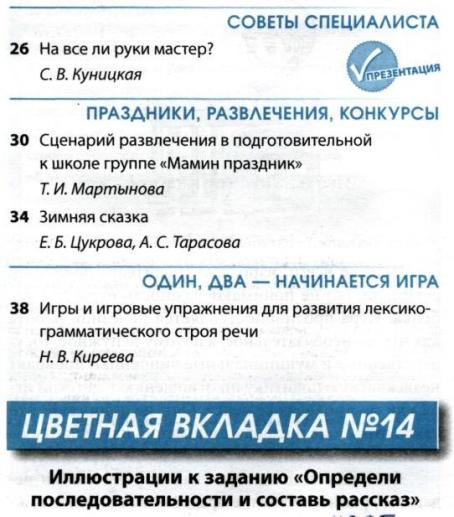 СОВЕТЫ СПЕЦИАЛИСТА
26 На все ли руки мастер?
С. В. Куницкая
ПРЕЗЕНТАЦИЯ
ПРАЗДНИКИ, РАЗВЛЕЧЕНИЯ, КОНКУРСЫ
30 Сценарий развлечения в подготовительной
к школе группе «Мамин праздник»
Т. И. Мартынова
34 Зимняя сказка
Е. Б. Цукрова, А. С. Тарасова
ОДИН, ДВА — НАЧИНАЕТСЯ ИГРА
38 Игры и игровые упражнения для развития лексико-
грамматического строя речи
Н. В. Киреева
ЦВЕТНАЯ ВКЛАДКА №14
Иллюстрации к заданию «Определи
последовательности и составь рассказ»